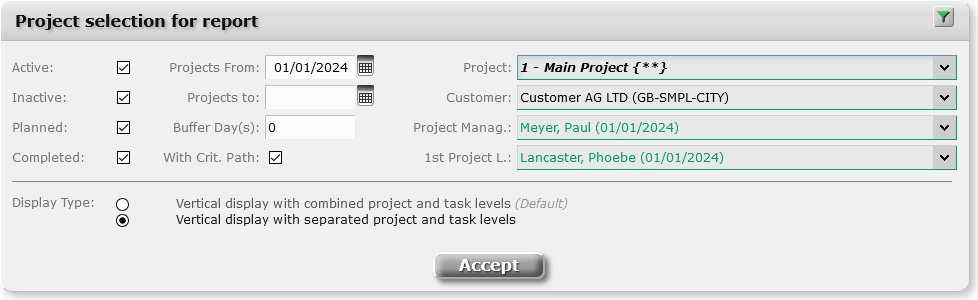 Project selection for report
Active: Projects From: 01/01/2024 Project: 1 - Main Project {**}
Inactive: Projects to: Customer: Customer AG LTD (GB-SMPL-CITY)
Planned: Buffer Day(s): 0 Project Manag.: Meyer, Paul (01/01/2024)
Completed: With Crit. Path: 1st Project L.: Lancaster, Phoebe (01/01/2024)
Display Type: Vertical display with combined project and task levels (Default)
Vertical display with separated project and task levels
Accept